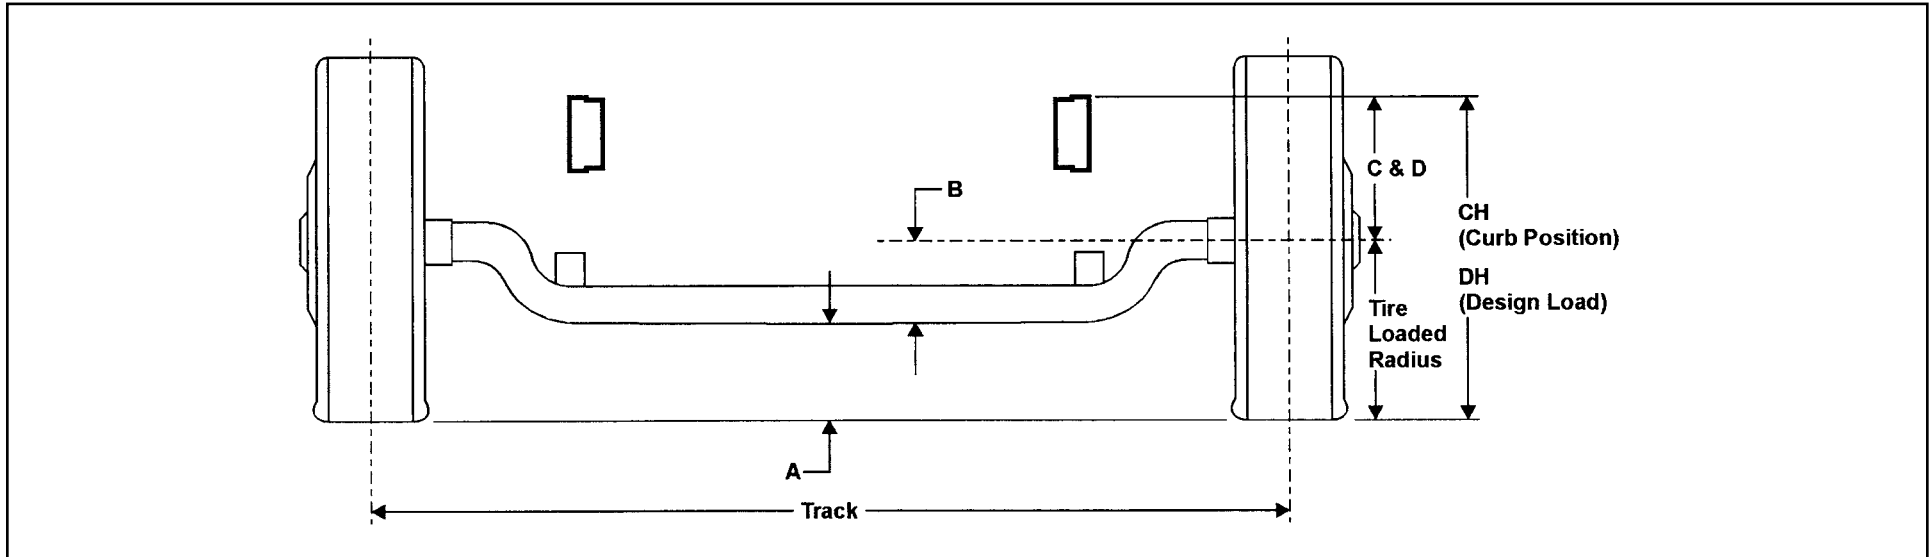 B
C & D
CH
(Curb Position)
DH
(Design Load)
Tire
Loaded
Radius
A
Track